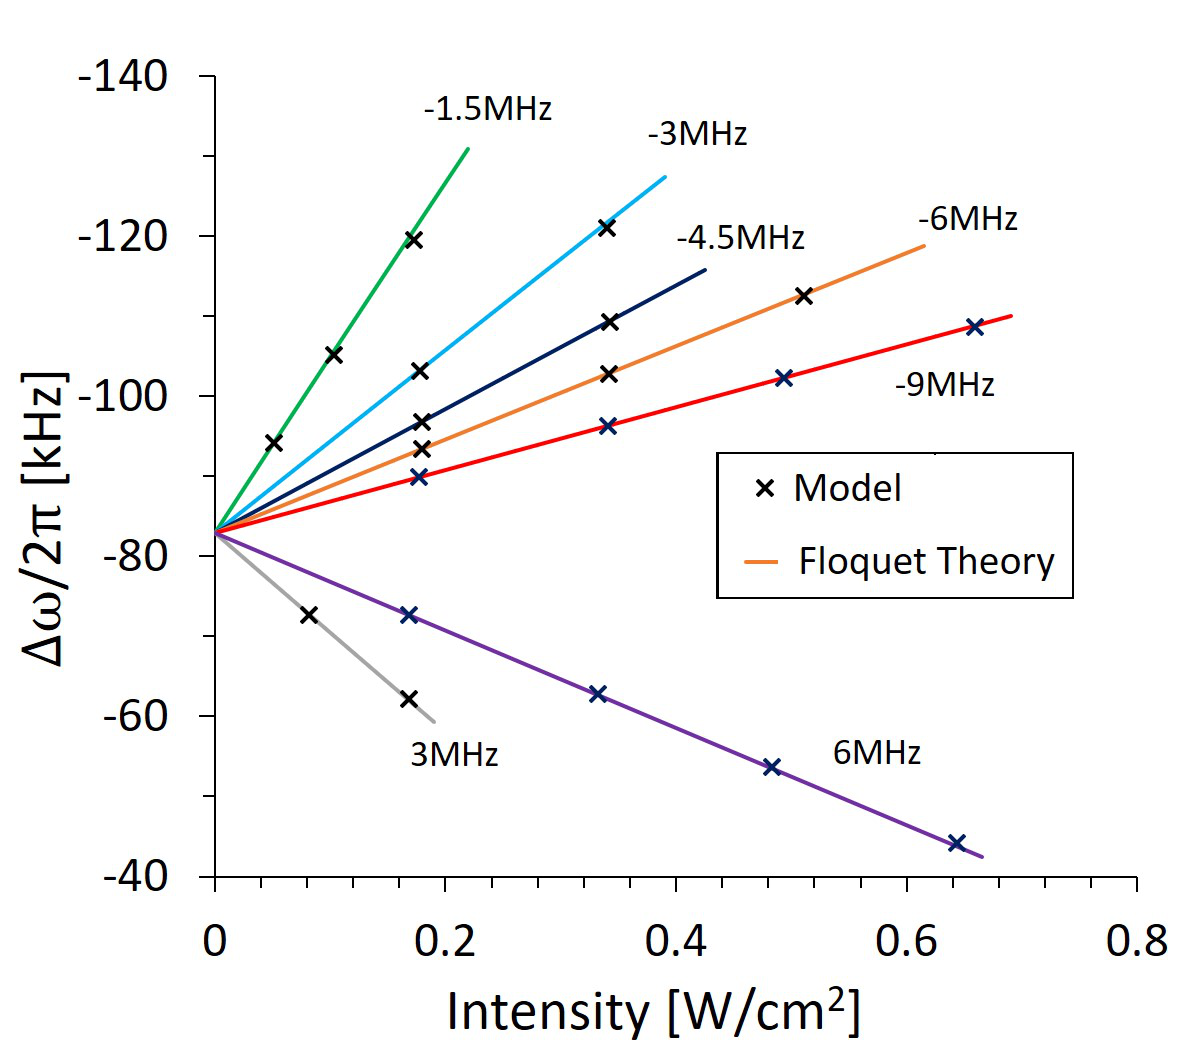 -140
-1.5MHz
-3MHz
-120
-6MHz
-4.5MHz
-100
-9MHz
Model
Floquet Theory
-80
-60
3MHz
6MHz
-40
0
0.2
0.4
0.6
0.8
Δω/2π [kHz]
Intensity [W/cm²]